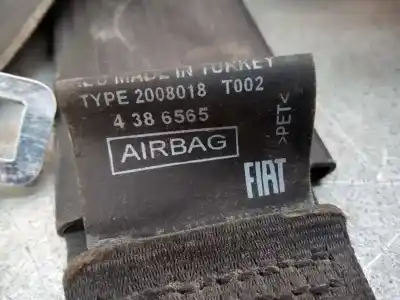 MADE IN TURKEY
TYPE 2008018 T002
4 38 6565
>PET<
AIRBAG
FIAT